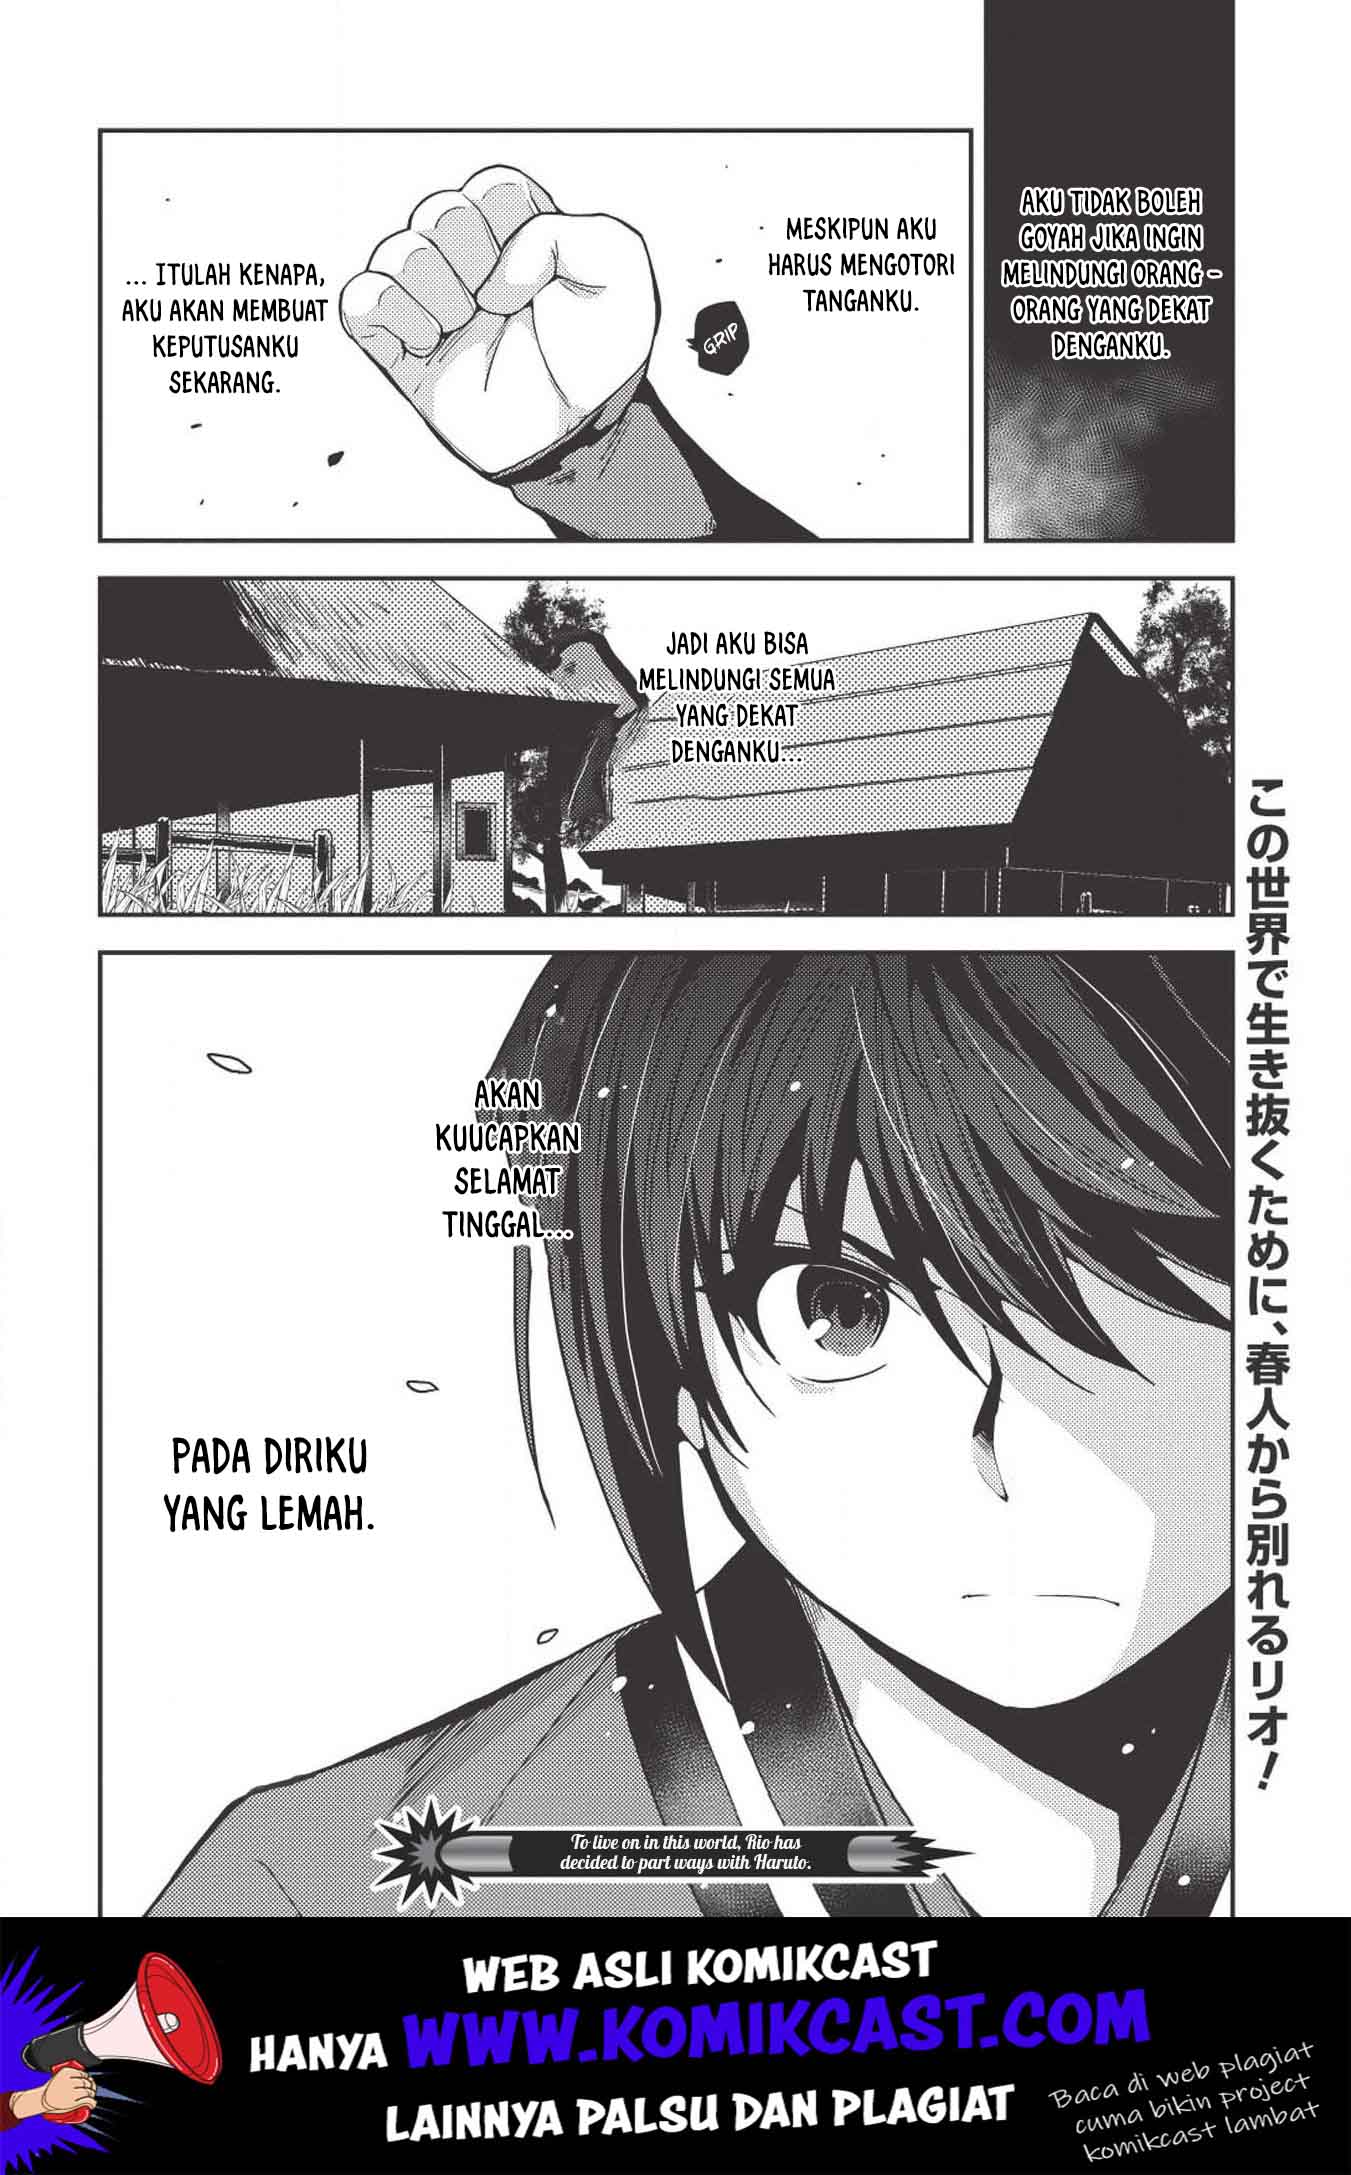 AKU TIDAK BOLEH
GOYAH JIKA INGIN
MELINDUNGI ORANG -
ORANG YANG DEKAT
DENGANKU.
MESKIPUN AKU
HARUS MENGOTORI
TANGANKU.
GRIP
... ITULAH KENAPA,
AKU AKAN MEMBUAT
KEPUTUSANKU
SEKARANG.
JADI AKU BISA
MELINDUNGI SEMUA
YANG DEKAT
DENGANKU...
この世界で生き抜くために、春人から別れるリオ！
AKAN
KUUCAPKAN
SELAMAT
TINGGAL...
PADA DIRIKU
YANG LEMAH.
To live on in this world, Rio has
decided to part ways with Haruto.
WEB ASLI KOMIKCAST
HANYA WWW.KOMIKCAST.COM
LAINNYA PALSU DAN PLAGIAT
Baca di web plagiat
cuma bikin project
komikcast lambat